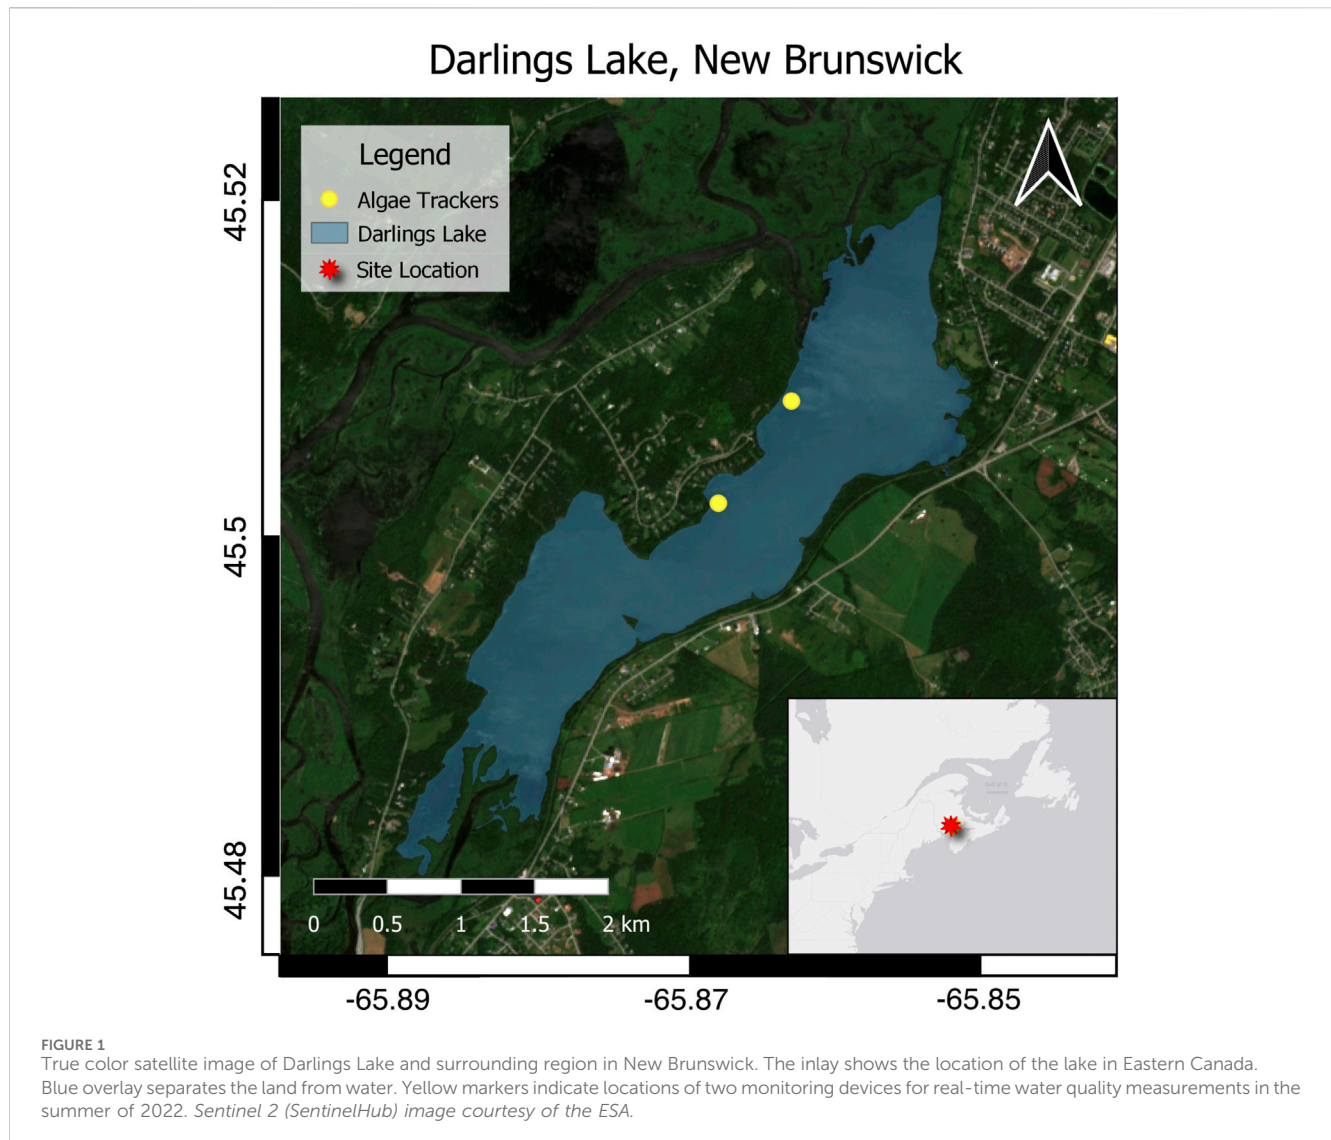 Darlings Lake, New Brunswick
Legend
Algae Trackers
Darlings Lake
Site Location
45.52
45.5
45.48
0 0.5 1 1.5 2 km
Gulf of St. Lawrence
-65.89 -65.87 -65.85
FIGURE 1
True color satellite image of Darlings Lake and surrounding region in New Brunswick. The inlay shows the location of the lake in Eastern Canada.
Blue overlay separates the land from water. Yellow markers indicate locations of two monitoring devices for real-time water quality measurements in the
summer of 2022. Sentinel 2 (SentinelHub) image courtesy of the ESA.